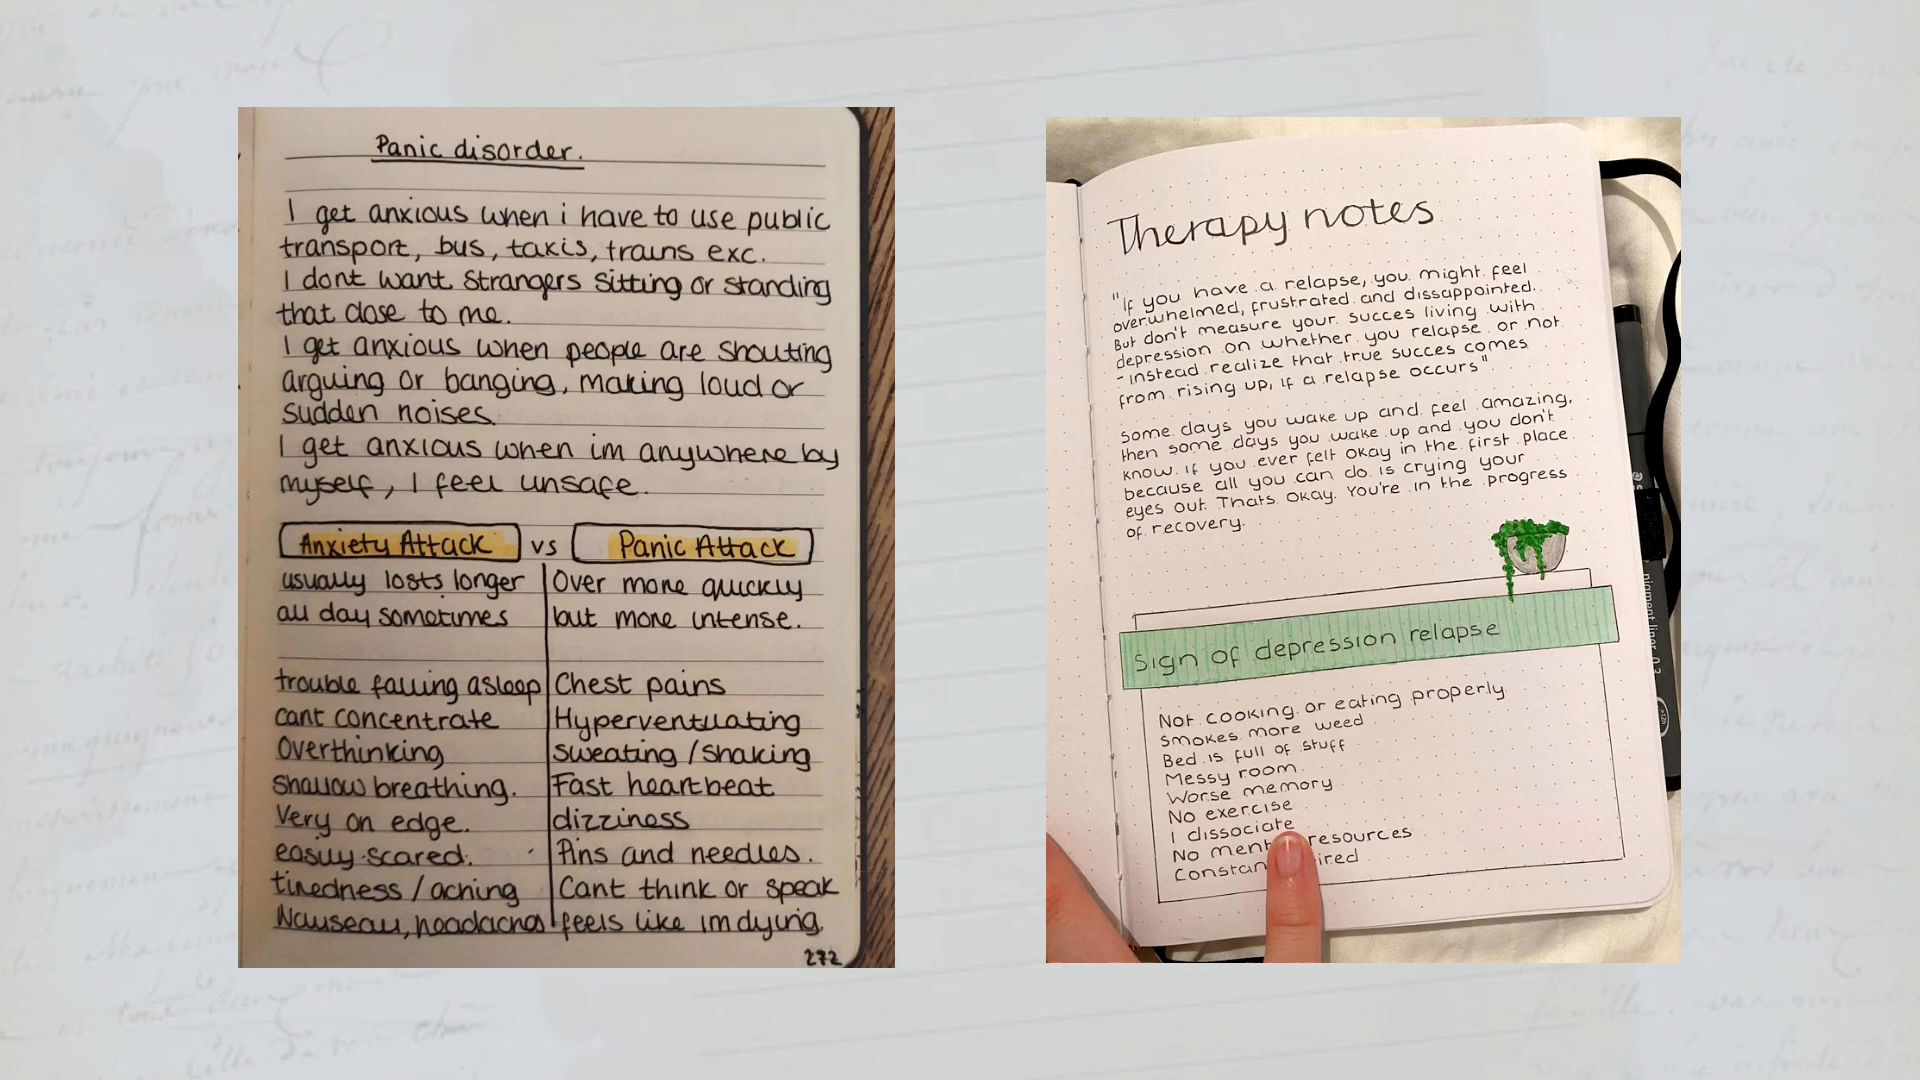 Panic disorder.
I get anxious when i have to use public
transport, bus, taxis, trains exc.
I dont want strangers sitting or standing
that close to me.
I get anxious when people are shouting
arguing or banging, making loud or
sudden noises.
I get anxious when im anywhere by
myself, I feel unsafe.
Anxiety Attack vs Panic Attack
usually lasts longer Over more quickly
all day sometimes but more intense.
trouble falling asleep Chest pains
cant concentrate Hyperventilating
Overthinking sweating / shaking
shallow breathing. Fast heartbeat
Very on edge. dizziness
easily scared. Pins and needles.
tiredness / aching Cant think or speak
Nauseau, headaches feels like im dying.
272
Therapy notes
"If you have a relapse, you might feel
overwhelmed, frustrated and dissappointed.
But don't measure your succes living with
depression on whether you relapse or not
- instead realize that true succes comes
from rising up, if a relapse occurs"
Some days you wake up and feel amazing,
then some days you wake up and you don't
know if you ever felt okay in the first place
because all you can do is crying your
eyes out. Thats okay. You're in the progress
of recovery.
Sign of depression relapse
Not cooking or eating properly
Smokes more weed
Bed is full of stuff
Messy room
Worse memory
No exercise
I dissociate
No ment resources
Constan ired
pigment liner 0.3